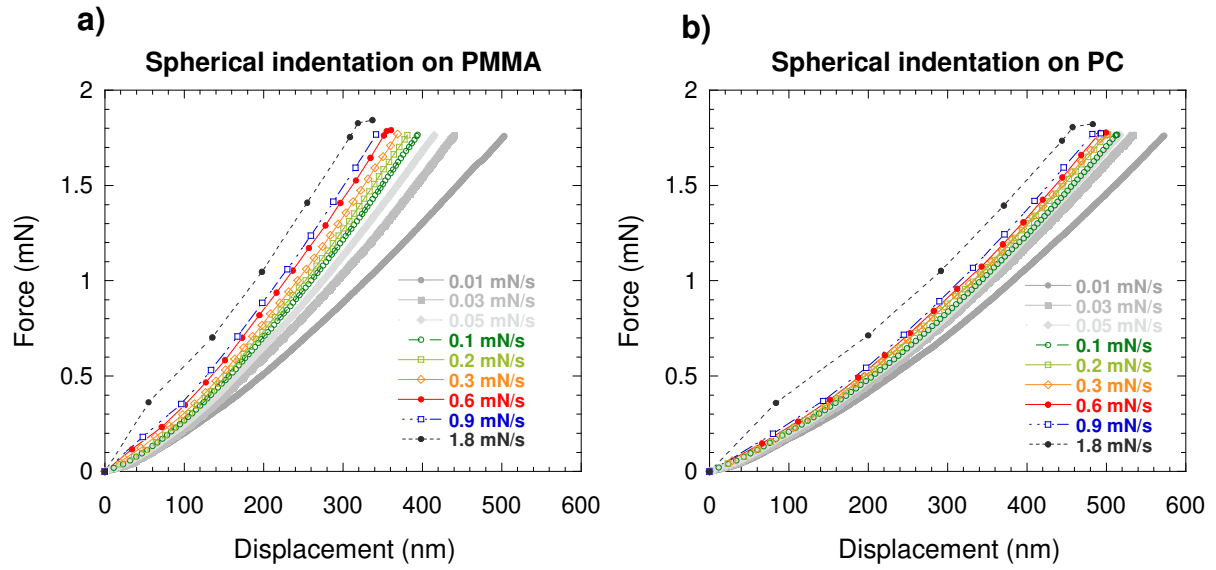 a)
Spherical indentation on PMMA
2
1.5
1
0.5
0
0 100 200 300 400 500 600
Force (mN)
Displacement (nm)
0.01 mN/s
0.03 mN/s
0.05 mN/s
0.1 mN/s
0.2 mN/s
0.3 mN/s
0.6 mN/s
0.9 mN/s
1.8 mN/s
b)
Spherical indentation on PC
2
1.5
1
0.5
0
0 100 200 300 400 500 600
Force (mN)
Displacement (nm)
0.01 mN/s
0.03 mN/s
0.05 mN/s
0.1 mN/s
0.2 mN/s
0.3 mN/s
0.6 mN/s
0.9 mN/s
1.8 mN/s